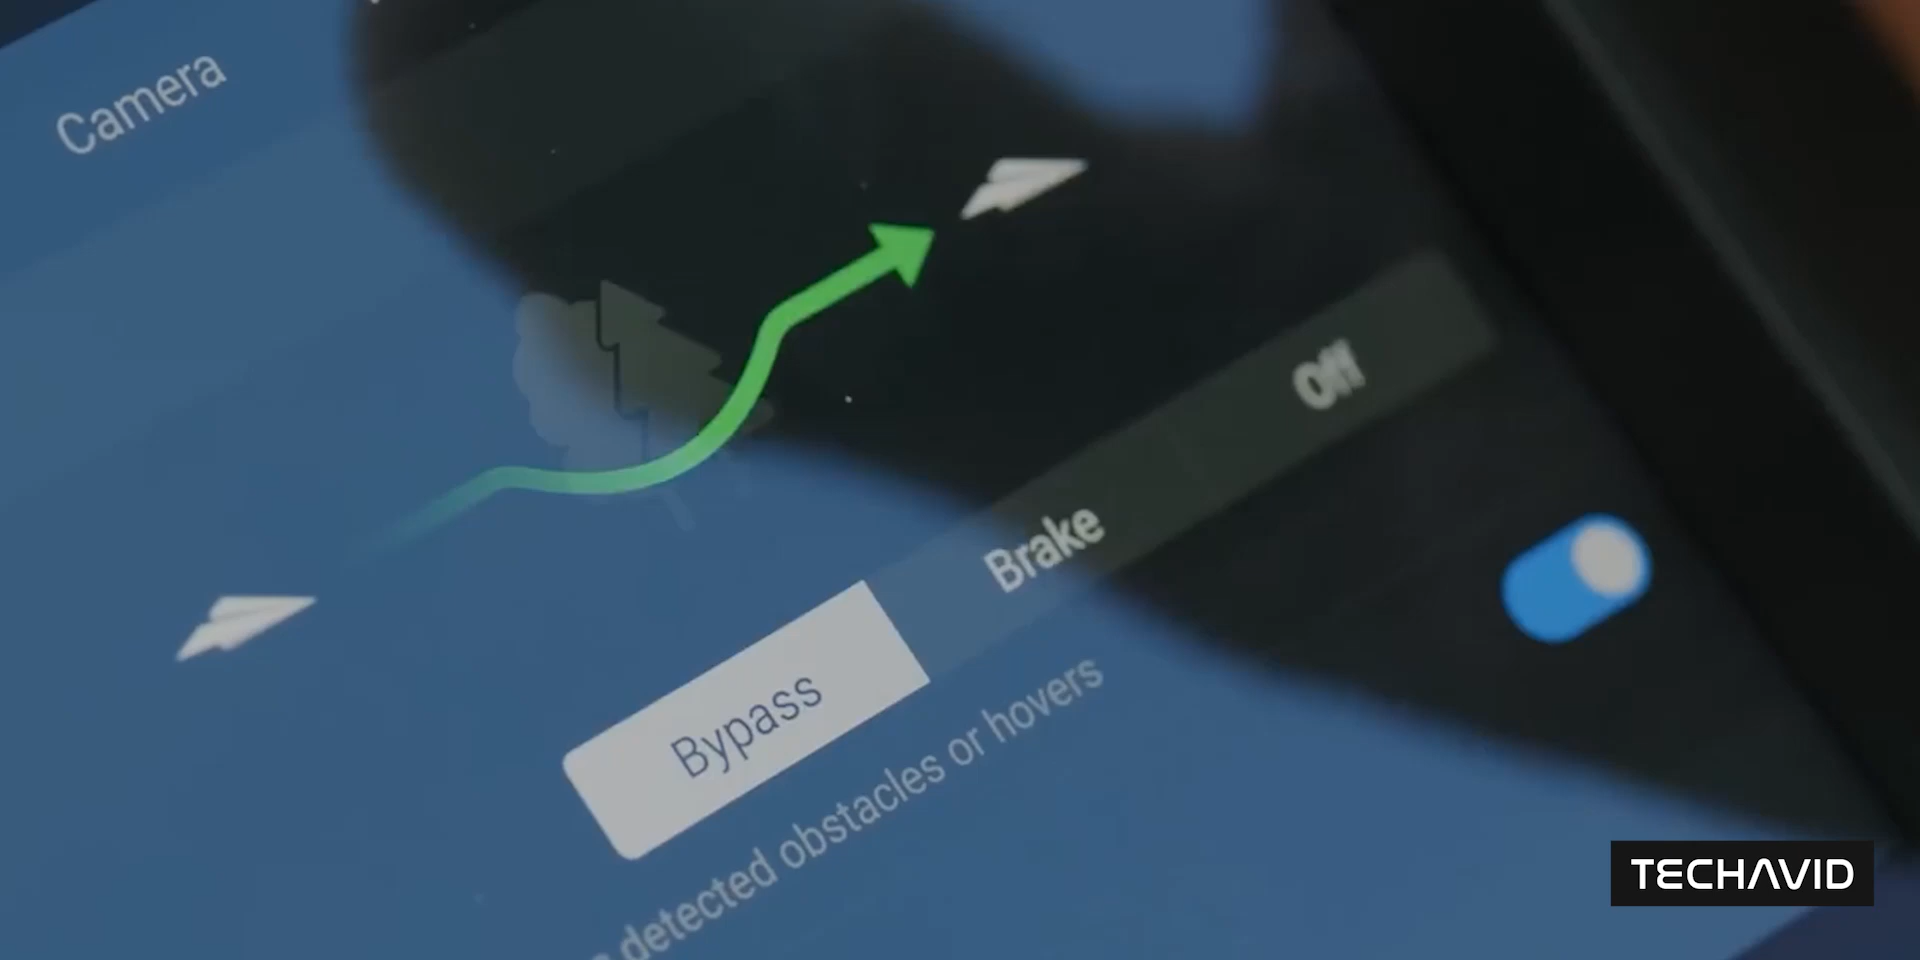 Camera
Off
Brake
Bypass
detected obstacles or hovers
TECHAVID